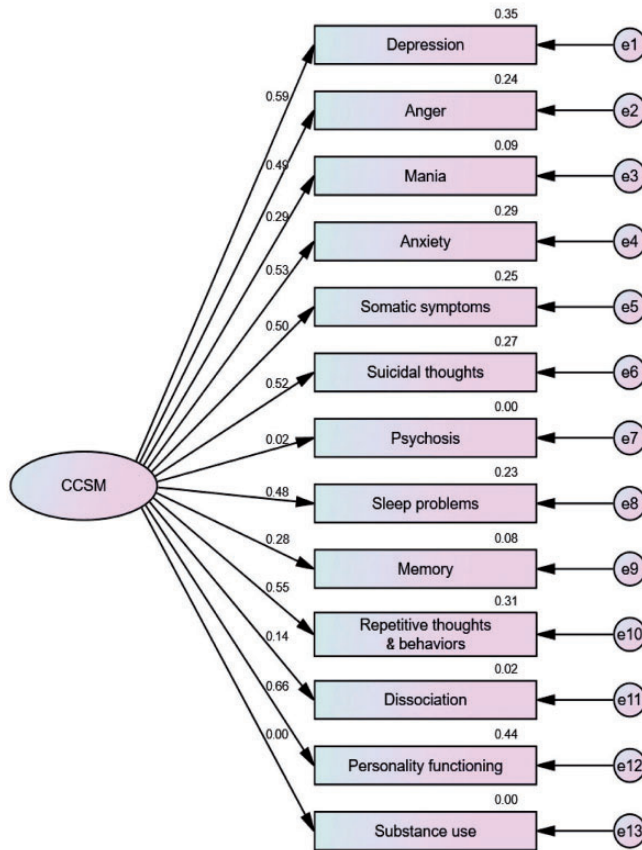 0.35
Depression
e1
0.59
0.24
Anger
e2
0.49
0.09
Mania
e3
0.29
0.29
Anxiety
e4
0.53
0.25
Somatic symptoms
e5
0.50
0.27
Suicidal thoughts
e6
0.52
0.00
Psychosis
e7
0.02
CCSM
0.23
Sleep problems
e8
0.48
0.08
Memory
e9
0.28
0.31
Repetitive thoughts
& behaviors
e10
0.55
0.02
Dissociation
e11
0.14
0.44
Personality functioning
e12
0.66
0.00
Substance use
e13
0.00